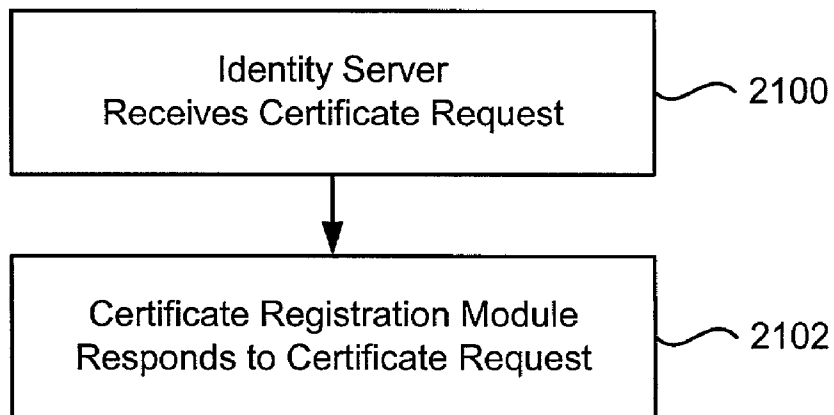 Identity Server
Receives Certificate Request
2100
Certificate Registration Module
Responds to Certificate Request
2102